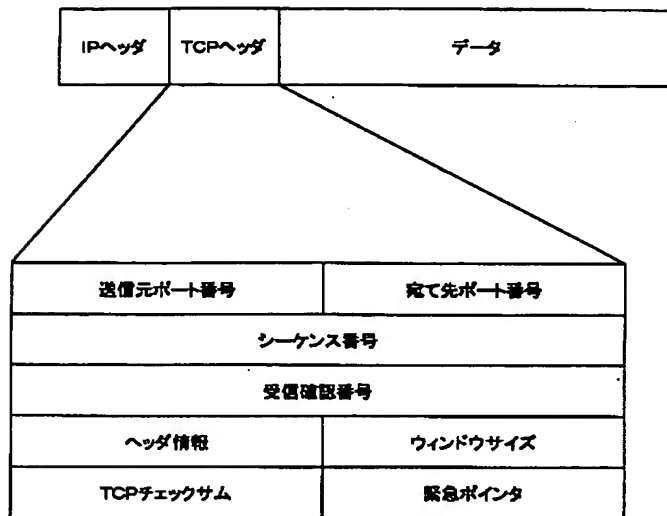 IPヘッダ TCPヘッダ データ
送信元ポート番号 宛て先ポート番号
シーケンス番号
受信確認番号
ヘッダ情報 ウィンドウサイズ
TCPチェックサム 緊急ポインタ